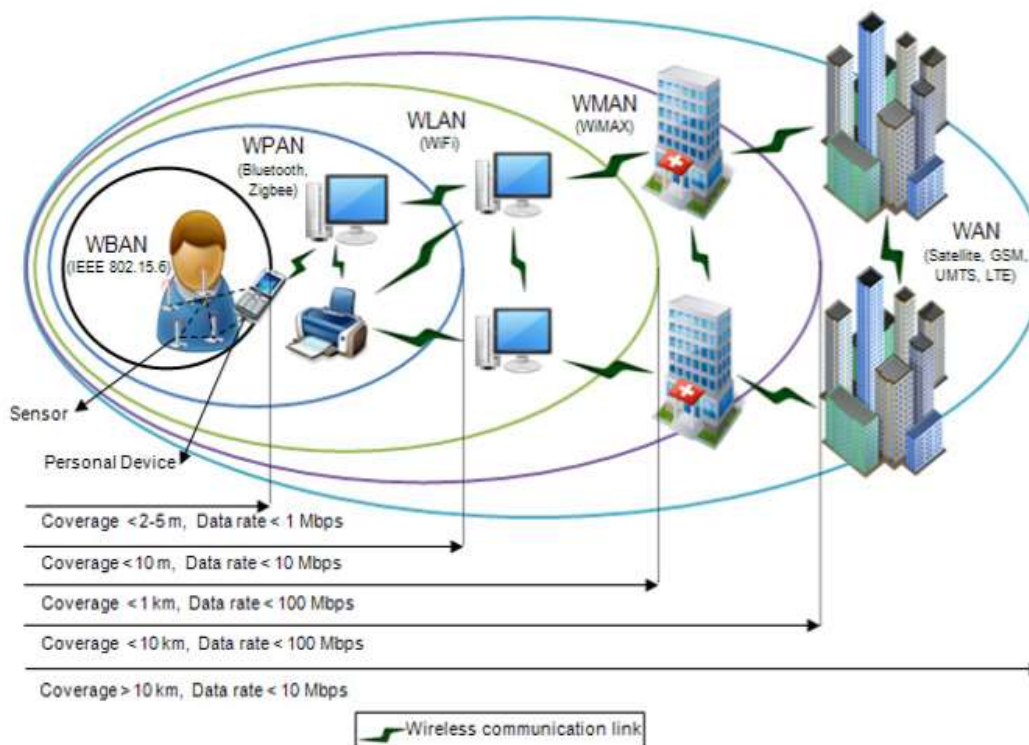 WMAN
(WiMAX)
WLAN
(WiFi)
WPAN
(Bluetooth,
Zigbee)
WBAN
(IEEE 802.15.6)
WAN
(Satellite, GSM,
UMTS, LTE)
Sensor
Personal Device
Coverage <2-5 m, Data rate < 1 Mbps
Coverage <10 m, Data rate <10 Mbps
Coverage <1 km, Data rate <100 Mbps
Coverage <10 km, Data rate <100 Mbps
Coverage > 10 km, Data rate <10 Mbps
Wireless communication link